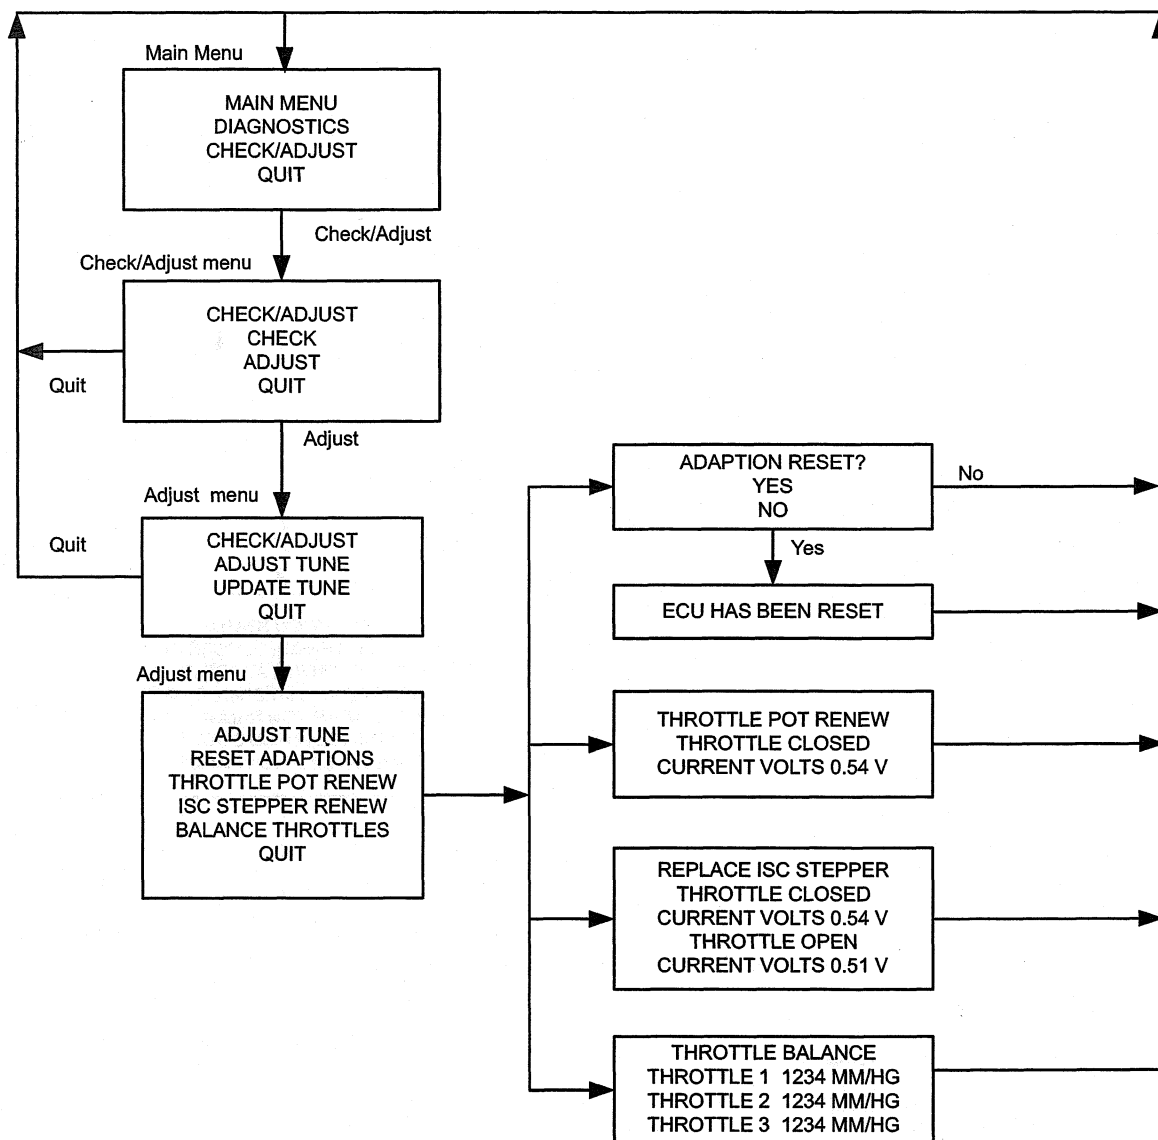 Main Menu
MAIN MENU
DIAGNOSTICS
CHECK/ADJUST
QUIT
Check/Adjust
Check/Adjust menu
CHECK/ADJUST
CHECK
ADJUST
QUIT
Quit
Adjust
Adjust menu
CHECK/ADJUST
ADJUST TUNE
UPDATE TUNE
QUIT
Quit
Adjust menu
ADJUST TUNE
RESET ADAPTIONS
THROTTLE POT RENEW
ISC STEPPER RENEW
BALANCE THROTTLES
QUIT
ADAPTION RESET?
YES
NO
No
Yes
ECU HAS BEEN RESET
THROTTLE POT RENEW
THROTTLE CLOSED
CURRENT VOLTS 0.54 V
REPLACE ISC STEPPER
THROTTLE CLOSED
CURRENT VOLTS 0.54 V
THROTTLE OPEN
CURRENT VOLTS 0.51 V
THROTTLE BALANCE
THROTTLE 1 1234 MM/HG
THROTTLE 2 1234 MM/HG
THROTTLE 3 1234 MM/HG